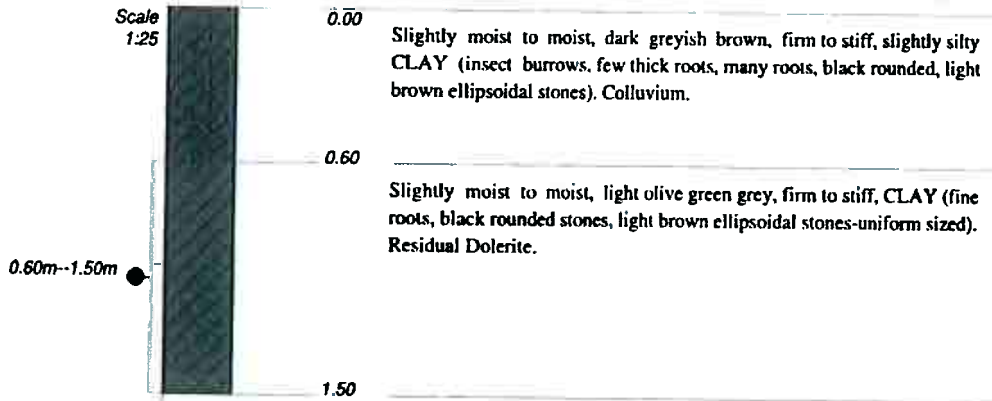 Scale
1:25
0.00
Slightly moist to moist, dark greyish brown, firm to stiff, slightly silty
CLAY (insect burrows, few thick roots, many roots, black rounded, light
brown ellipsoidal stones). Colluvium.
0.60
Slightly moist to moist, light olive green grey, firm to stiff, CLAY (fine
roots, black rounded stones, light brown ellipsoidal stones-uniform sized).
Residual Dolerite.
0.60m--1.50m
1.50